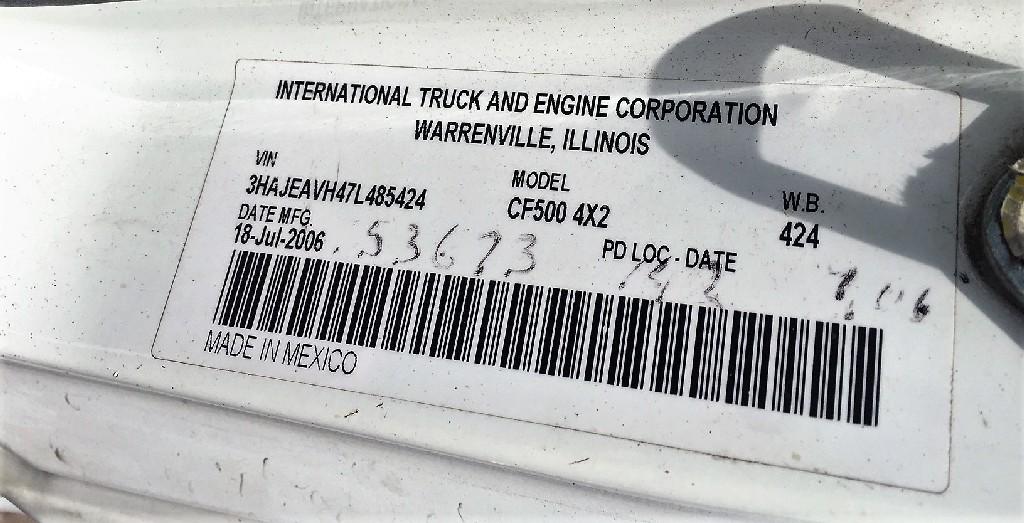 INTERNATIONAL TRUCK AND ENGINE CORPORATION
WARRENVILLE, ILLINOIS
VIN
3HAJEAVH47L485424
MODEL
CF500 4X2
W.B.
424
DATE MFG.
18-Jul-2006
53673
PD LOC - DATE
MADE IN MEXICO